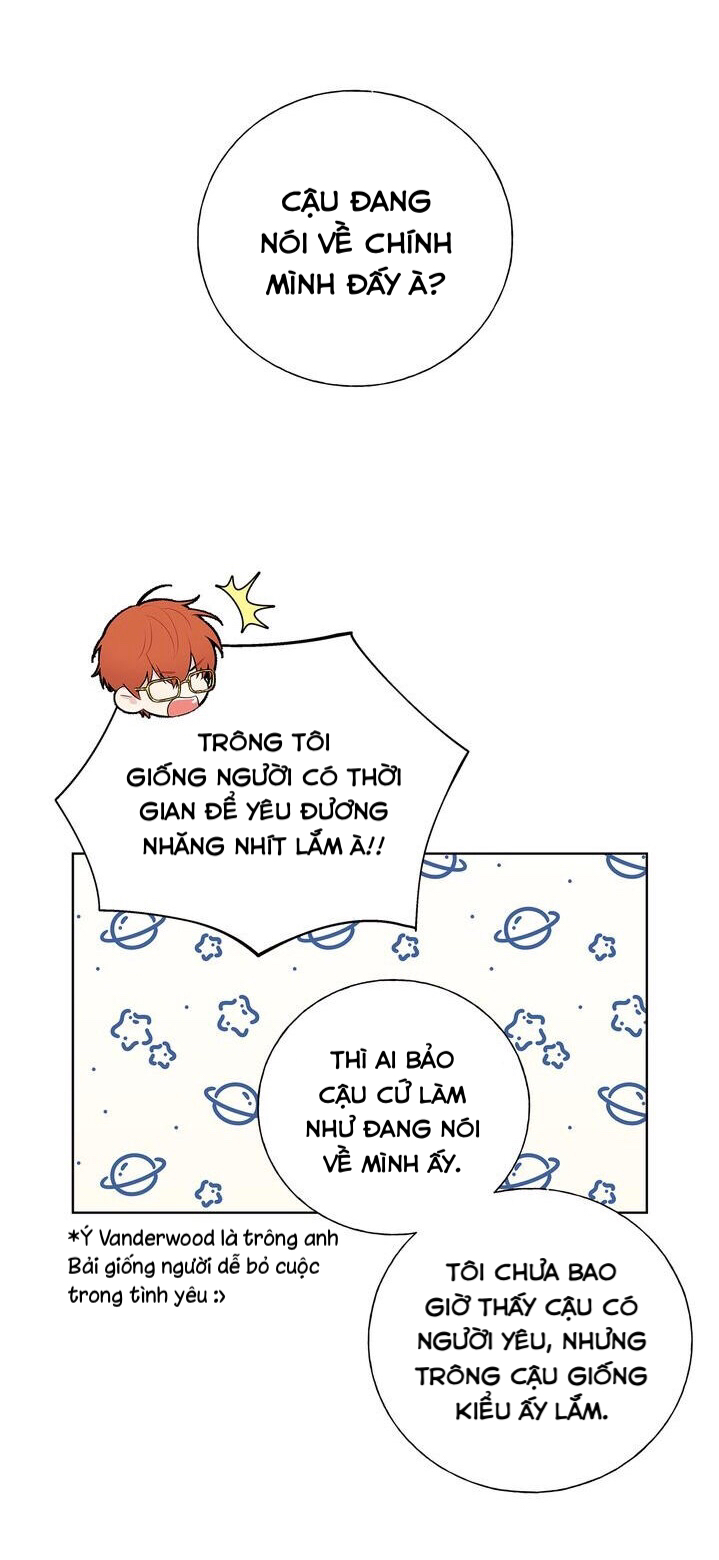 CẬU ĐANG
NÓI VỀ CHÍNH
MÌNH ĐẤY À?
TRÔNG TÔI
GIỐNG NGƯỜI CÓ THỜI
GIAN ĐỂ YÊU ĐƯƠNG
NHĂNG NHÍT LẮM À!!
THÌ AI BẢO
CẬU CỨ LÀM
NHƯ ĐANG NÓI
VỀ MÌNH ẤY.
*Ý Vanderwood là trông anh
Bải giống người dễ bỏ cuộc
trong tình yêu :>
TÔI CHƯA BAO
GIỜ THẤY CẬU CÓ
NGƯỜI YÊU, NHƯNG
TRÔNG CẬU GIỐNG
KIỂU ẤY LẮM.